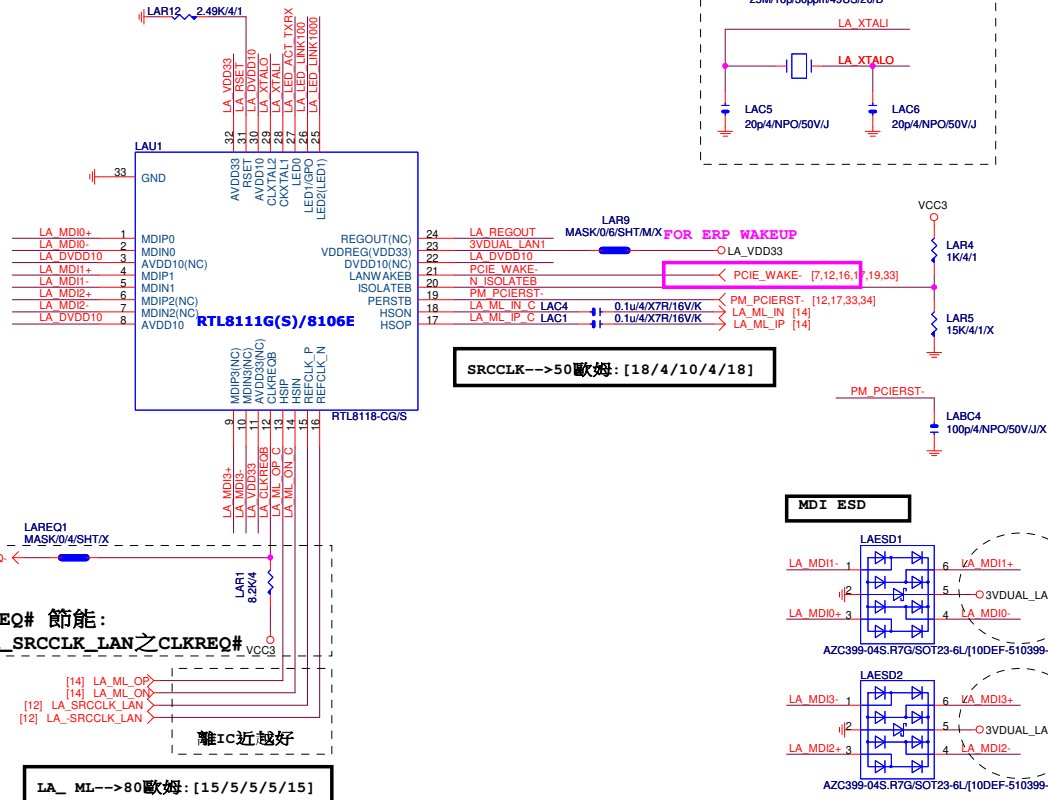 25M/16p/30ppm/49US/20/D
LAR12 2.49K/4/1
LA_VDD33
LA_RSET
LA_DVDD10
LA_XTALO
LA_XTALI
LA_LED_ACT_TXRX
LA_LED_LINK100
LA_LED_LINK1000
32
31
30
29
28
27
26
25
LAU1
33
GND
AVDD33
RSET
AVDD10
CLXTAL2
CKXTAL1
LED0
LED1/GPO
LED2(LED1)
LA_MDI0+ 1 MDIP0
LA_MDI0- 2 MDIN0
LA_DVDD10 3 AVDD10(NC)
LA_MDI1+ 4 MDIP1
LA_MDI1- 5 MDIN1
LA_MDI2+ 6 MDIP2(NC)
LA_MDI2- 7 MDIN2(NC)
LA_DVDD10 8 AVDD10
RTL8111G(S)/8106E
REGOUT(NC) 24 LA_REGOUT
VDDREG(VDD33) 23 3VDUAL_LAN1
DVDD10(NC) 22 LA_DVDD10
LANWAKEB 21 PCIE_WAKE-
ISOLATEB 20 N_ISOLATEB
PERSTB 19 PM_PCIERST-
HSON 18 LA_ML_IN_C LAC4 0.1u/4/X7R/16V/K
HSOP 17 LA_ML_IP_C LAC1 0.1u/4/X7R/16V/K
LAR9
MASK/0/6/SHT/M/X
FOR ERP WAKEUP
LA_VDD33
PCIE_WAKE- [7,12,16,17,19,33]
PM_PCIERST- [12,17,33,34]
LA_ML_IN [14]
LA_ML_IP [14]
MDIP3(NC)
MDIN3(NC)
AVDD33(NC)
CLKREQB
HSIP
HSIN
REFCLK_P
REFCLK_N
RTL8118-CG/S
9
10
11
12
13
14
15
16
LA_MDI3+
LA_MDI3-
LA_VDD33
LA_CLKREQB
LA_ML_OP_C
LA_ML_ON_C
SRCCLK-->50歐姆:[18/4/10/4/18]
LA_XTALI
LA_XTALO
LAC5
20p/4/NPO/50V/J
LAC6
20p/4/NPO/50V/J
VCC3
LAR4
1K/4/1
LAR5
15K/4/1/X
PM_PCIERST-
LABC4
100p/4/NPO/50V/J/X
LAREQ1
MASK/0/4/SHT/X
LAR1
8.2K/4
EQ# 節能:
_SRCCLK_LAN之CLKREQ#
VCC3
[14] LA_ML_OP
[14] LA_ML_ON
[12] LA_SRCCLK_LAN
[12] LA_-SRCCLK_LAN
離IC近越好
LA_ ML-->80歐姆:[15/5/5/5/15]
MDI ESD
LAESD1
LA_MDI1- 1 6 LA_MDI1+
2 5 3VDUAL_LA
LA_MDI0+ 3 4 LA_MDI0-
AZC399-04S.R7G/SOT23-6L/[10DEF-510399-
LAESD2
LA_MDI3- 1 6 LA_MDI3+
2 5 3VDUAL_LA
LA_MDI2+ 3 4 LA_MDI2-
AZC399-04S.R7G/SOT23-6L/[10DEF-510399-